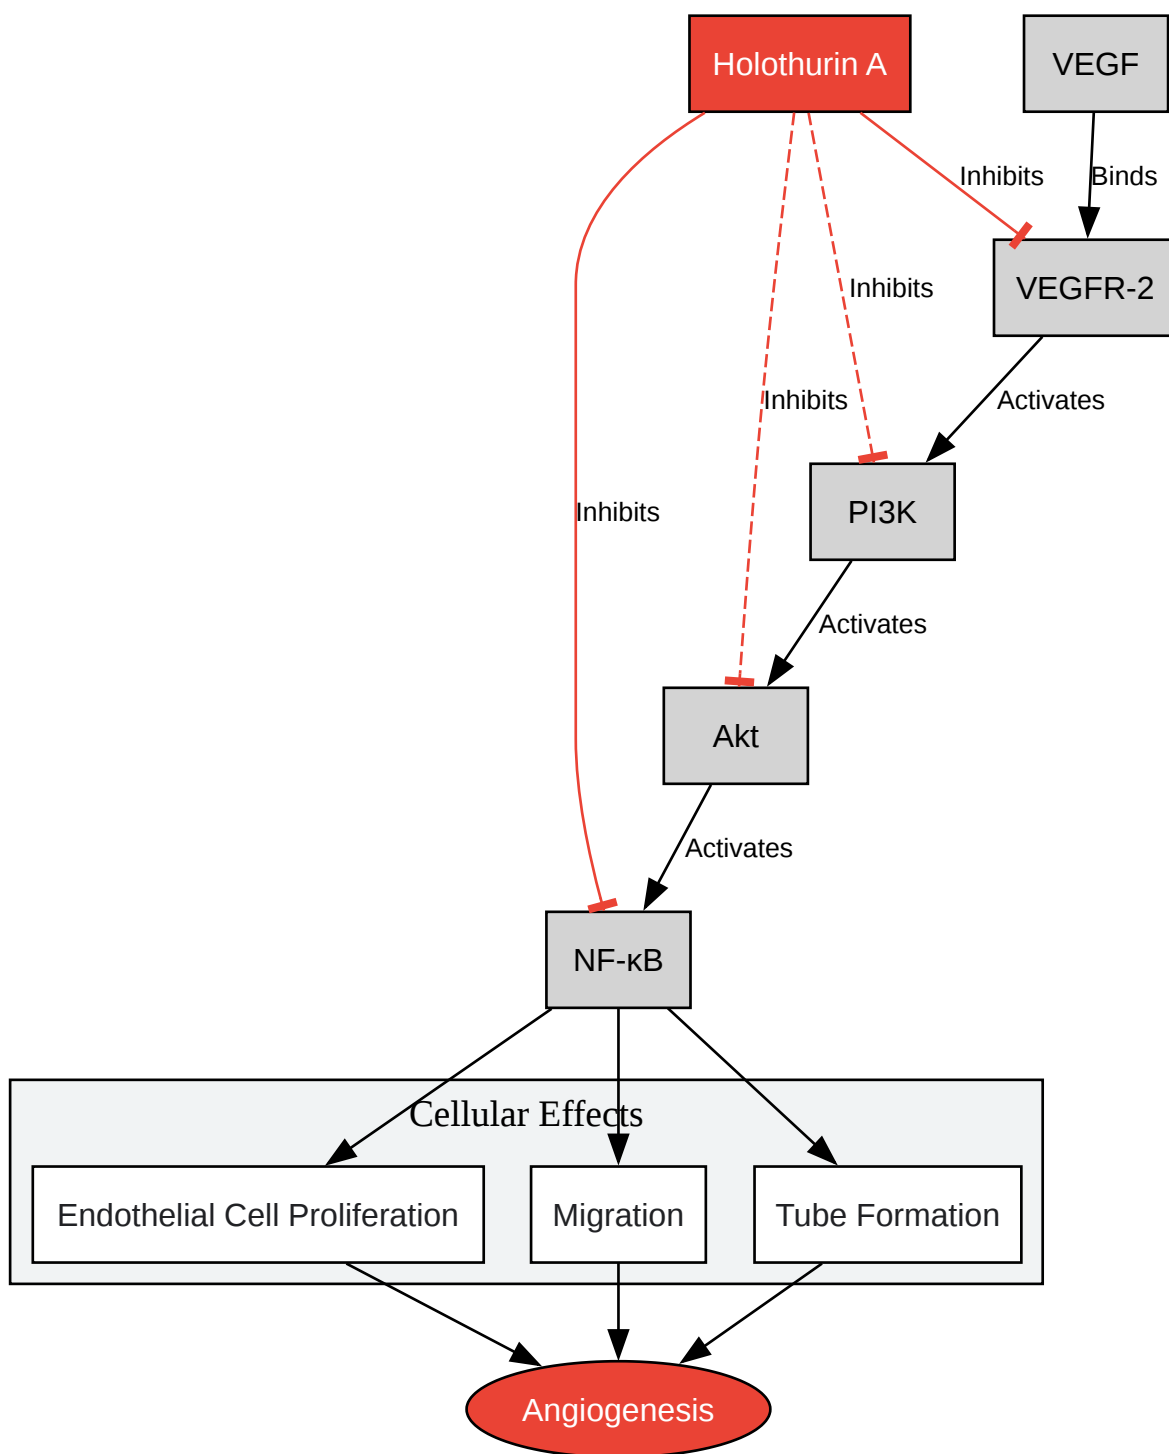 Holothurin A
VEGF
Inhibits
Binds
Inhibits
VEGFR-2
Inhibits
Activates
Inhibits
PI3K
Activates
Akt
Activates
NF-κB
Cellular Effects
Endothelial Cell Proliferation
Migration
Tube Formation
Angiogenesis